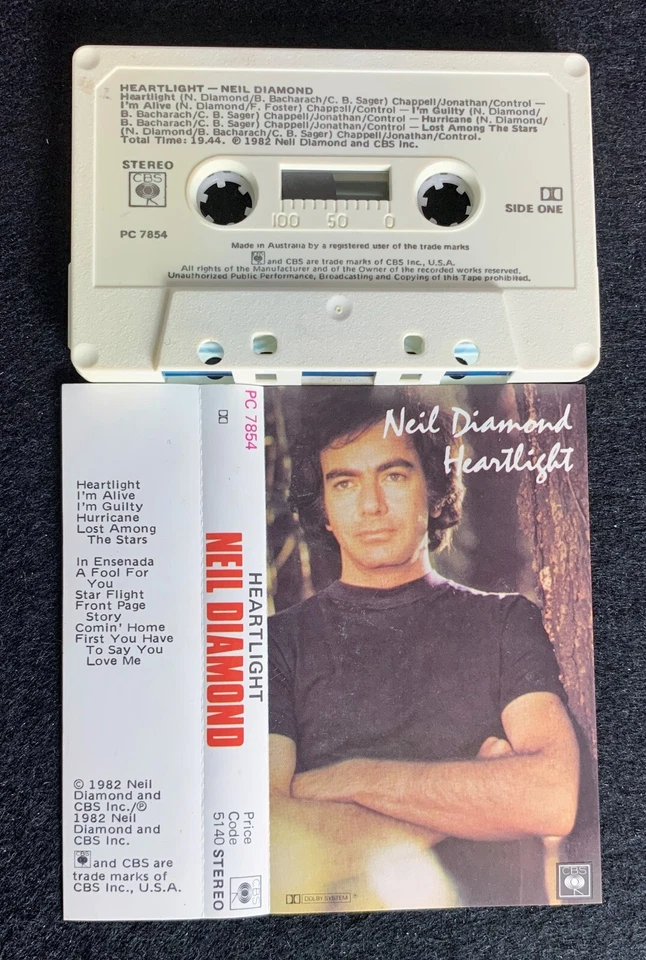 HEARTLIGHT — NEIL DIAMOND
Heartlight (N. Diamond/B. Bacharach/C. B. Sager) Chappell/Jonathan/Control —
I'm Alive (N. Diamond/F. Foster) Chappell/Control — I'm Guilty (N. Diamond/
B. Bacharach/C. B. Sager) Chappell/Jonathan/Control — Hurricane (N. Diamond/
B. Bacharach/C. B. Sager) Chappell/Jonathan/Control — Lost Among The Stars
(N. Diamond/B. Bacharach/C. B. Sager) Chappell/Jonathan/Control.
Total Time: 19.44. ℗ 1982 Neil Diamond and CBS Inc.
STEREO
CBS
PC 7854
100 50 0
SIDE ONE
Made in Australia by a registered user of the trade marks
and CBS are trade marks of CBS Inc., U.S.A.
All rights of the Manufacturer and of the Owner of the recorded works reserved.
Unauthorized Public Performance, Broadcasting and Copying of this Tape prohibited.
Heartlight
I'm Alive
I'm Guilty
Hurricane
Lost Among
The Stars
In Ensenada
A Fool For
You
Star Flight
Front Page
Story
Comin' Home
First You Have
To Say You
Love Me
© 1982 Neil
Diamond and
CBS Inc./℗
1982 Neil
Diamond and
CBS Inc.
and CBS are
trade marks of
CBS Inc., U.S.A.
PC 7854
HEARTLIGHT
NEIL DIAMOND
Price
Code
5140 STEREO
CBS
Neil Diamond
Heartlight
DOLBY SYSTEM ®
CBS